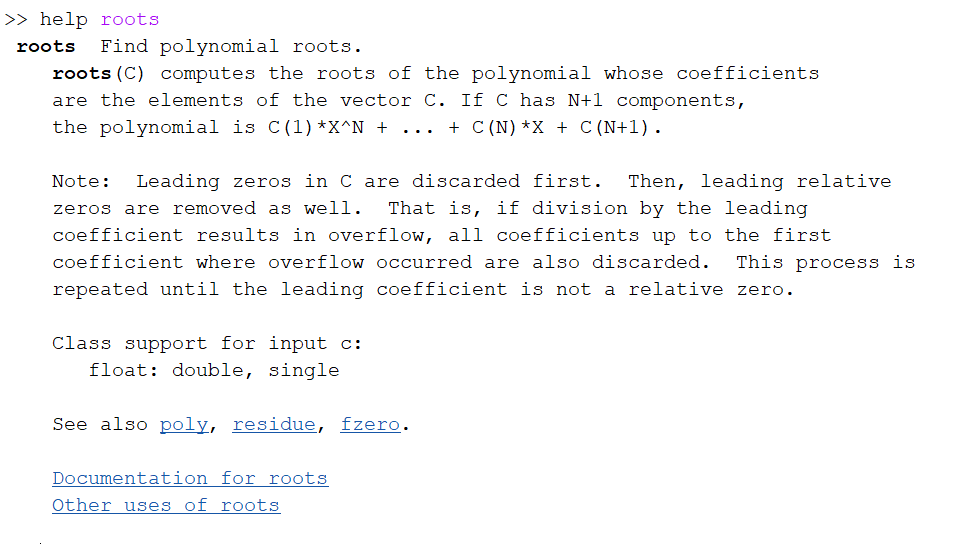 >> help roots
roots  Find polynomial roots.
roots(C) computes the roots of the polynomial whose coefficients
are the elements of the vector C. If C has N+1 components,
the polynomial is C(1)*X^N + ... + C(N)*X + C(N+1).
Note:  Leading zeros in C are discarded first.  Then, leading relative
zeros are removed as well.  That is, if division by the leading
coefficient results in overflow, all coefficients up to the first
coefficient where overflow occurred are also discarded.  This process is
repeated until the leading coefficient is not a relative zero.
Class support for input c:
float: double, single
See also poly, residue, fzero.
Documentation for roots
Other uses of roots